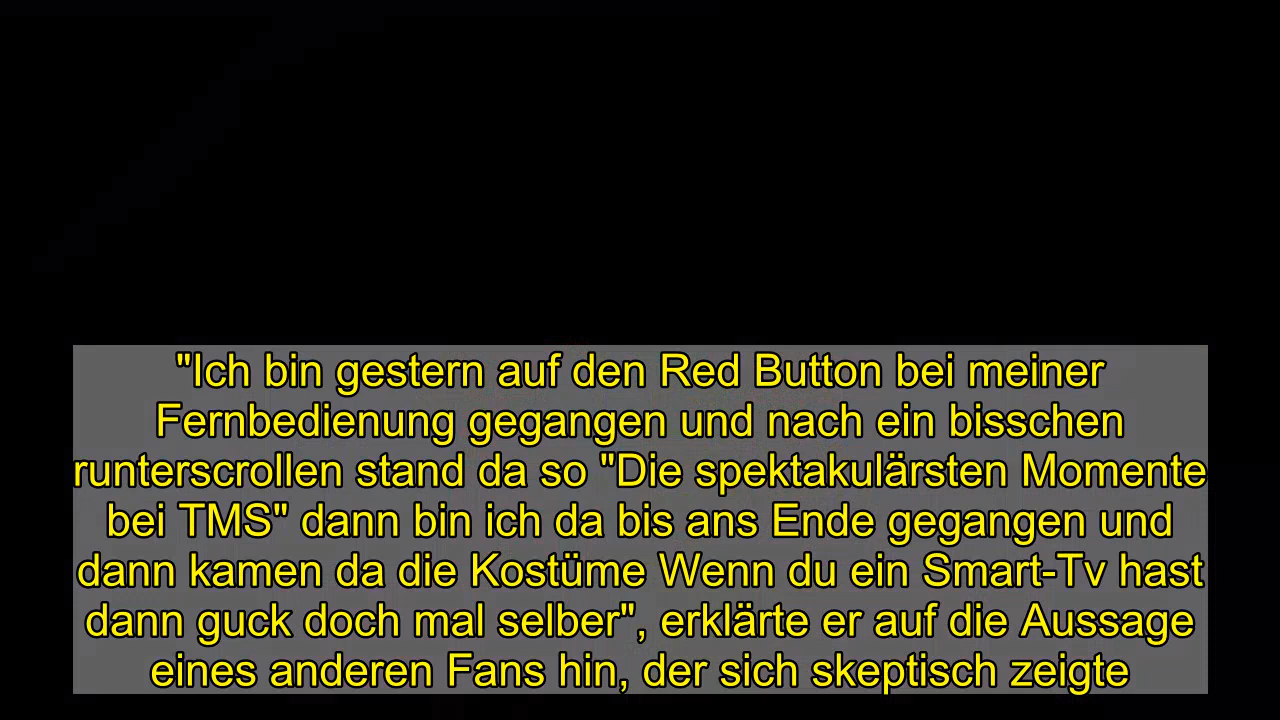 "Ich bin gestern auf den Red Button bei meiner
Fernbedienung gegangen und nach ein bisschen
runterscrollen stand da so "Die spektakulärsten Momente
bei TMS" dann bin ich da bis ans Ende gegangen und
dann kamen da die Kostüme Wenn du ein Smart-Tv hast
dann guck doch mal selber", erklärte er auf die Aussage
eines anderen Fans hin, der sich skeptisch zeigte